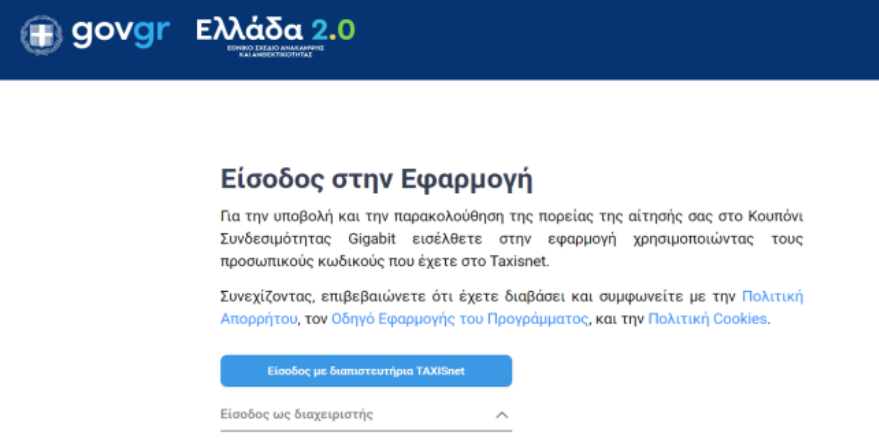 govgr Ελλάδα 2.0
ΕΘΝΙΚΟ ΣΧΕΔΙΟ ΑΝΑΚΑΜΨΗΣ
ΚΑΙ ΑΝΘΕΚΤΙΚΟΤΗΤΑΣ
Είσοδος στην Εφαρμογή
Για την υποβολή και την παρακολούθηση της πορείας της αίτησής σας στο Κουπόνι
Συνδεσιμότητας Gigabit εισέλθετε στην εφαρμογή χρησιμοποιώντας τους
προσωπικούς κωδικούς που έχετε στο Taxisnet.
Συνεχίζοντας, επιβεβαιώνετε ότι έχετε διαβάσει και συμφωνείτε με την Πολιτική
Απορρήτου, τον Οδηγό Εφαρμογής του Προγράμματος, και την Πολιτική Cookies.
Είσοδος με διαπιστευτήρια TAXISnet
Είσοδος ως διαχειριστής